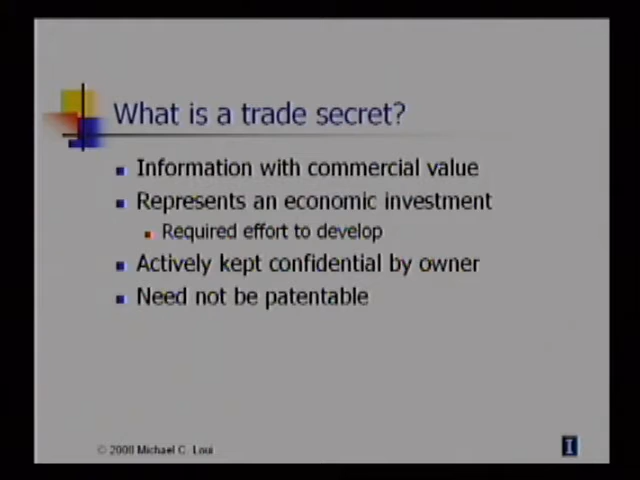 What is a trade secret?
Information with commercial value
Represents an economic investment
Required effort to develop
Actively kept confidential by owner
Need not be patentable
© 2000 Michael C. Loui
I